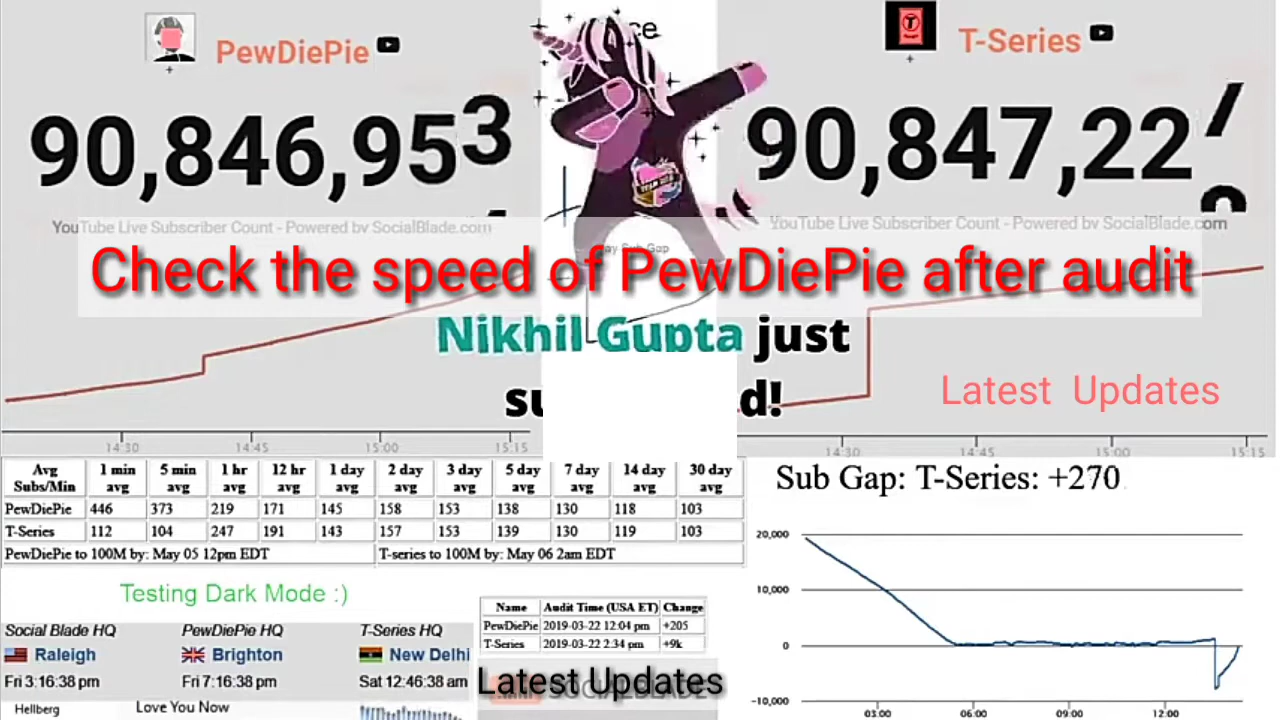 PewDiePie
90,846,953
YouTube Live Subscriber Count - Powered by SocialBlade.com
T-Series
90,847,22
YouTube Live Subscriber Count - Powered by SocialBlade.com
Sub Gap
Check the speed of PewDiePie after audit
Nikhil Gupta just
su d!
Latest Updates
14:30 14:45 15:00 15:15
14:30 14:45 15:00 15:15
Avg Subs/Min 1 min avg 5 min avg 1 hr avg 12 hr avg 1 day avg 2 day avg 3 day avg 5 day avg 7 day avg 14 day avg 30 day avg
PewDiePie 446 373 219 171 145 158 153 138 130 118 103
T-Series 112 104 247 191 143 157 153 139 130 119 103
PewDiePie to 100M by: May 05 12pm EDT T-series to 100M by: May 06 2am EDT
Sub Gap: T-Series: +270
20,000
10,000
0
-10,000
03:00 06:00 09:00 12:00
Testing Dark Mode :)
Name Audit Time (USA ET) Change
PewDiePie 2019-03-22 12:04 pm +205
T-Series 2019-03-22 2:34 pm +9k
Social Blade HQ PewDiePie HQ T-Series HQ
Raleigh Brighton New Delhi
Fri 3:16:38 pm Fri 7:16:38 pm Sat 12:46:38 am
Latest Updates
SOCIALBLADE
Hellberg Love You Now